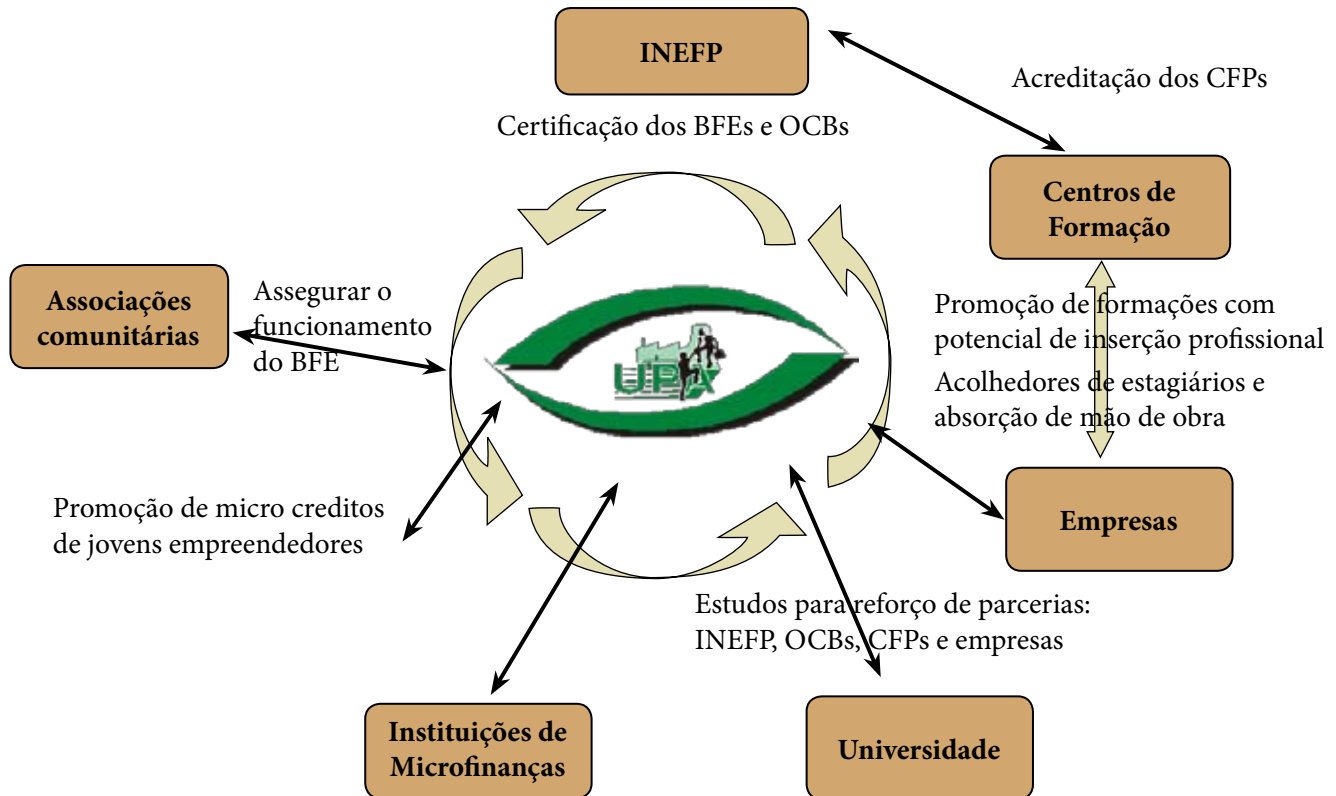 INEFP
Acreditação dos CFPs
Certificação dos BFEs e OCBs
Centros de
Formação
Associações
comunitárias
Assegurar o
funcionamento
do BFE
Promoção de formações com
potencial de inserção profissional
Acolhedores de estagiários e
absorção de mão de obra
Promoção de micro creditos
de jovens empreendedores
Empresas
Estudos para reforço de parcerias:
INEFP, OCBs, CFPs e empresas
Instituições de
Microfinanças
Universidade